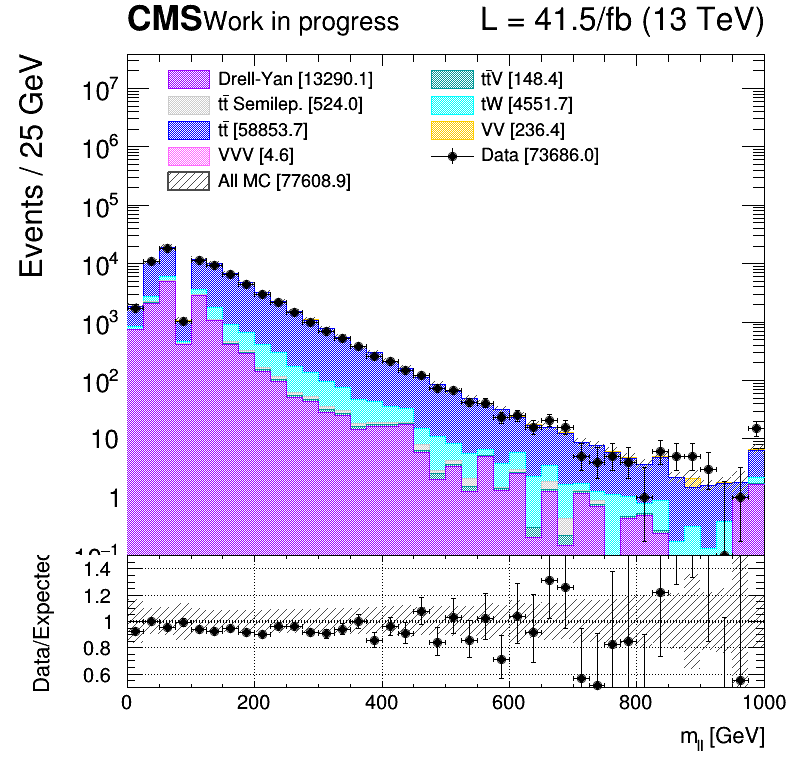 CMS Work in progress L = 41.5/fb (13 TeV)
Events / 25 GeV
Drell-Yan [13290.1] tt̄V [148.4]
tt̄ Semilep. [524.0] tW [4551.7]
tt̄ [58853.7] VV [236.4]
VVV [4.6] Data [73686.0]
All MC [77608.9]
10⁷
10⁶
10⁵
10⁴
10³
10²
10
1
10⁻¹
Data/Expected
1.4
1.2
1
0.8
0.6
0 200 400 600 800 1000
m_ll [GeV]